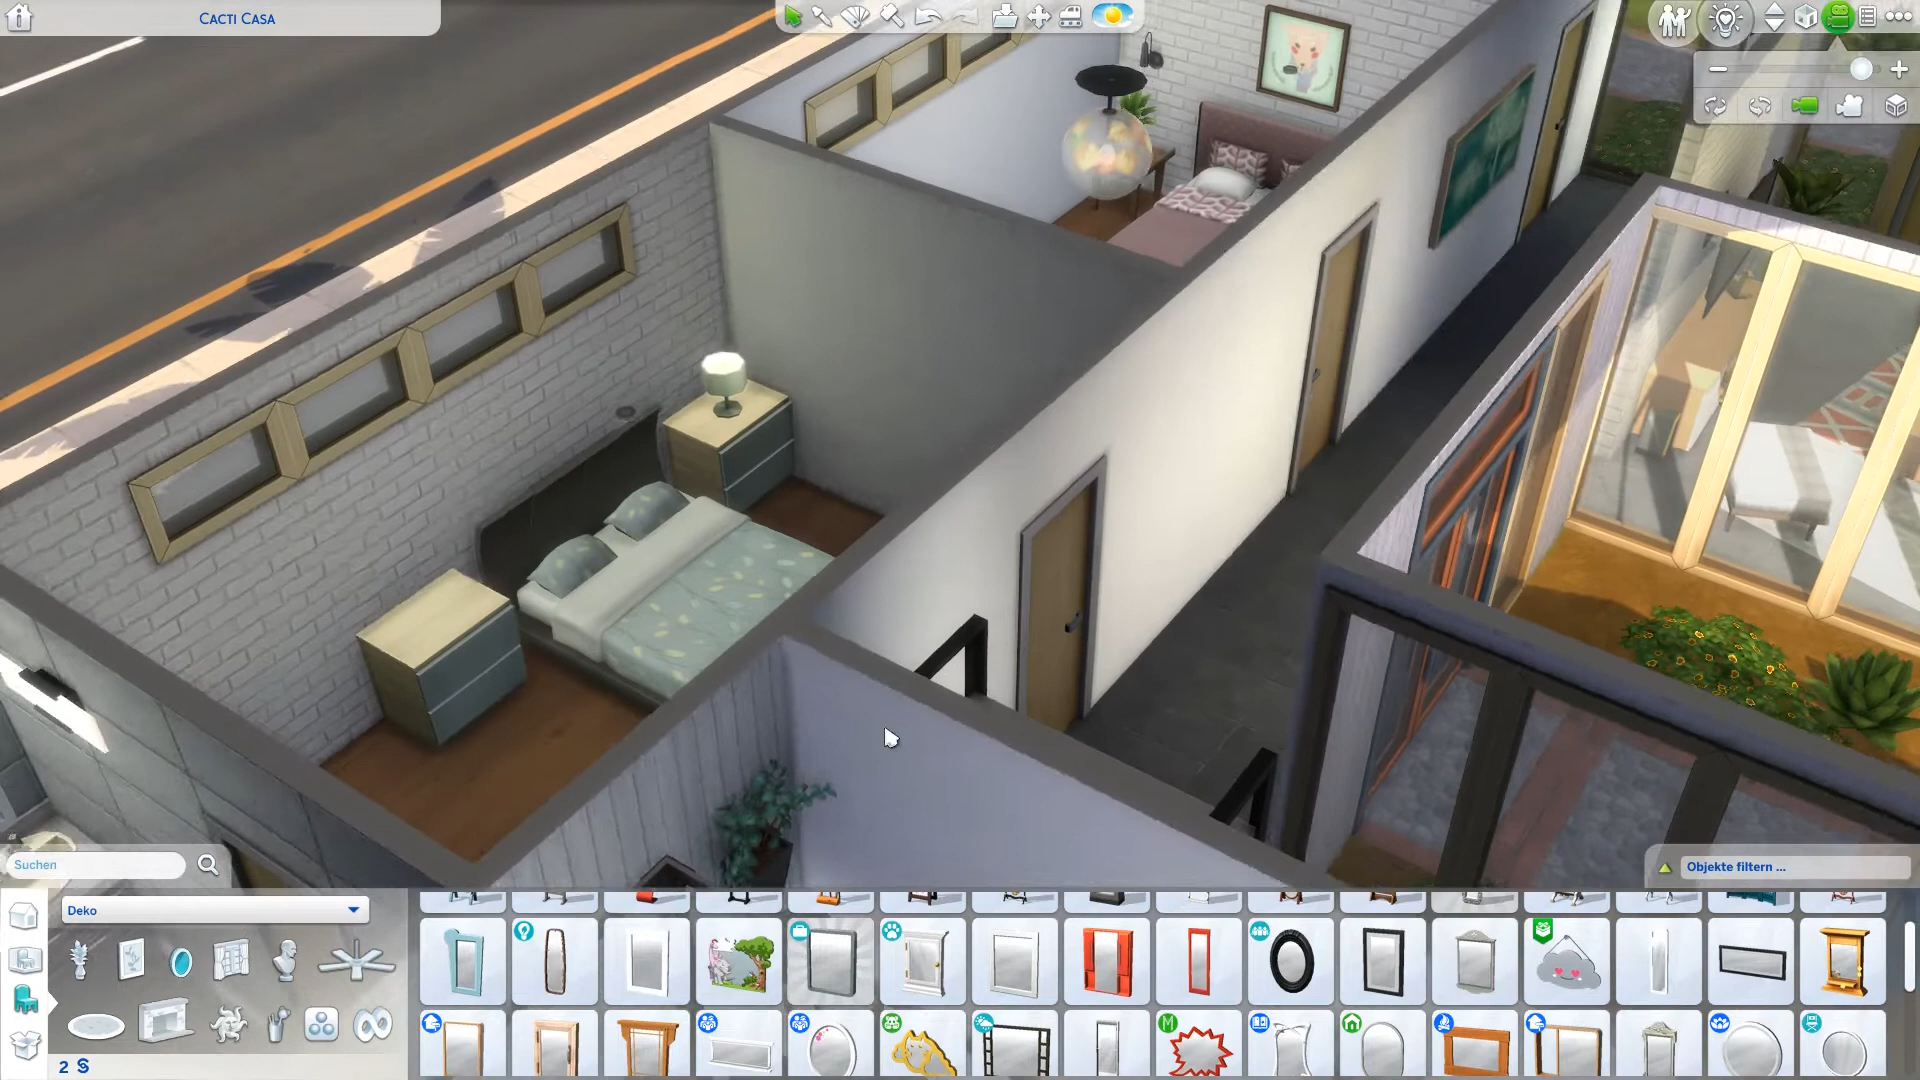 Cacti Casa
Suchen
Objekte filtern ...
Deko
2 S